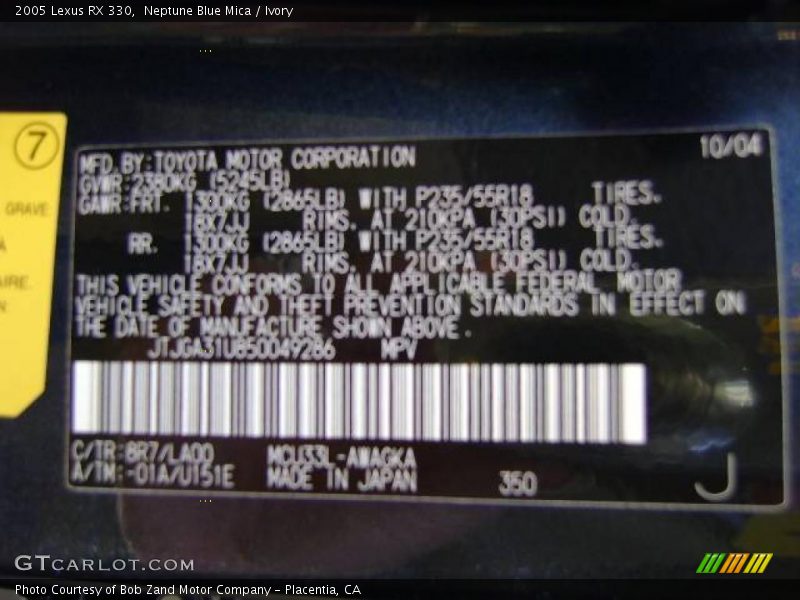 2005 Lexus RX 330,  Neptune Blue Mica / Ivory
7
GRAVE
AIRE.
MFD. BY: TOYOTA MOTOR CORPORATION 10/04
GVWR: 2380KG (5245LB)
GAWR: FRT. 1300KG (2865LB) WITH P235/55R18 TIRES.
18X7JJ RIMS. AT 210KPA (30PSI) COLD.
RR. 1300KG (2865LB) WITH P235/55R18 TIRES.
18X7JJ RIMS. AT 210KPA (30PSI) COLD.
THIS VEHICLE CONFORMS TO ALL APPLICABLE FEDERAL MOTOR
VEHICLE SAFETY AND THEFT PREVENTION STANDARDS IN EFFECT ON
THE DATE OF MANUFACTURE SHOWN ABOVE.
JTJGA31U850049286 MPV
C/TR: 8R7/LA00 MCU33L-AWAGKA
A/TM: -01A/U151E MADE IN JAPAN 350 J
GTCARLOT.COM
Photo Courtesy of Bob Zand Motor Company - Placentia, CA